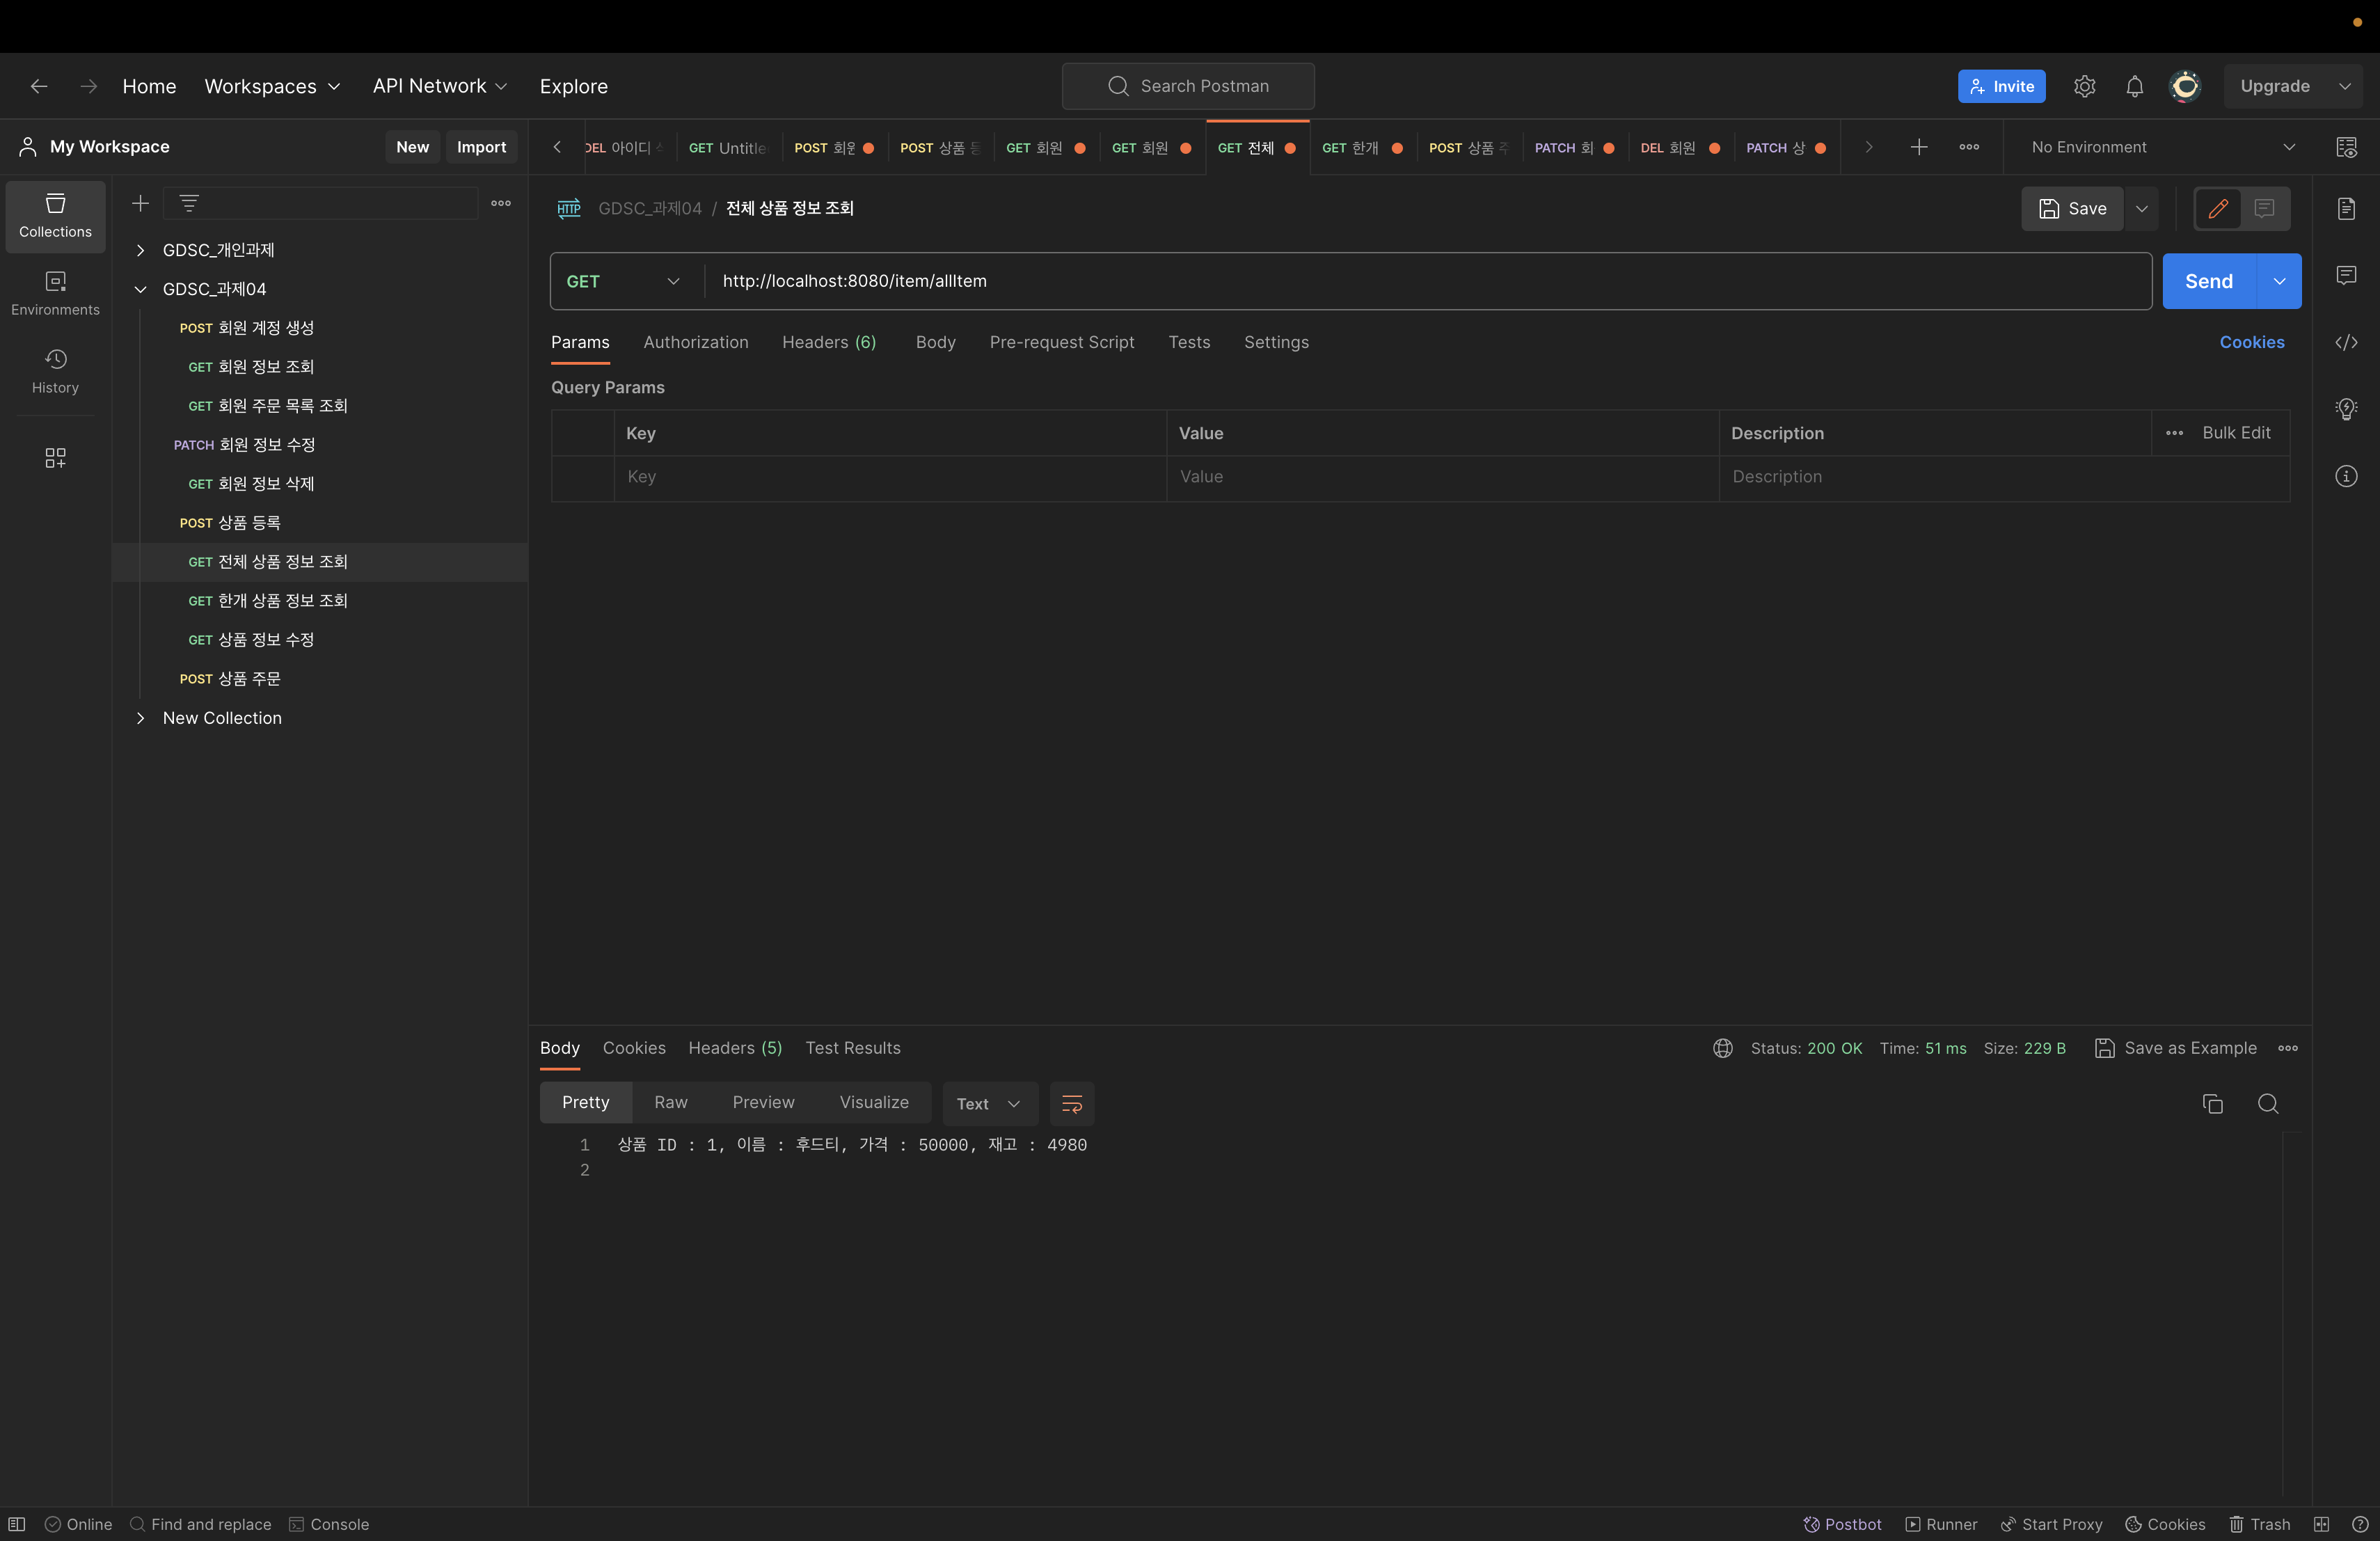 Home Workspaces API Network Explore Search Postman Invite Upgrade
My Workspace New Import DEL 아이디 GET Untitle POST 회원 POST 상품 GET 회원 GET 회원 GET 전체 GET 한개 POST 상품 PATCH 회 DEL 회원 PATCH 상 No Environment
Collections
Environments
History
GDSC_개인과제
GDSC_과제04
POST 회원 계정 생성
GET 회원 정보 조회
GET 회원 주문 목록 조회
PATCH 회원 정보 수정
GET 회원 정보 삭제
POST 상품 등록
GET 전체 상품 정보 조회
GET 한개 상품 정보 조회
GET 상품 정보 수정
POST 상품 주문
New Collection
HTTP GDSC_과제04 / 전체 상품 정보 조회 Save
GET http://localhost:8080/item/allItem Send
Params Authorization Headers (6) Body Pre-request Script Tests Settings Cookies
Query Params
Key Value Description Bulk Edit
Key Value Description
Body Cookies Headers (5) Test Results Status: 200 OK Time: 51 ms Size: 229 B Save as Example
Pretty Raw Preview Visualize Text
1 상품 ID : 1, 이름 : 후드티, 가격 : 50000, 재고 : 4980
2
Online Find and replace Console Postbot Runner Start Proxy Cookies Trash